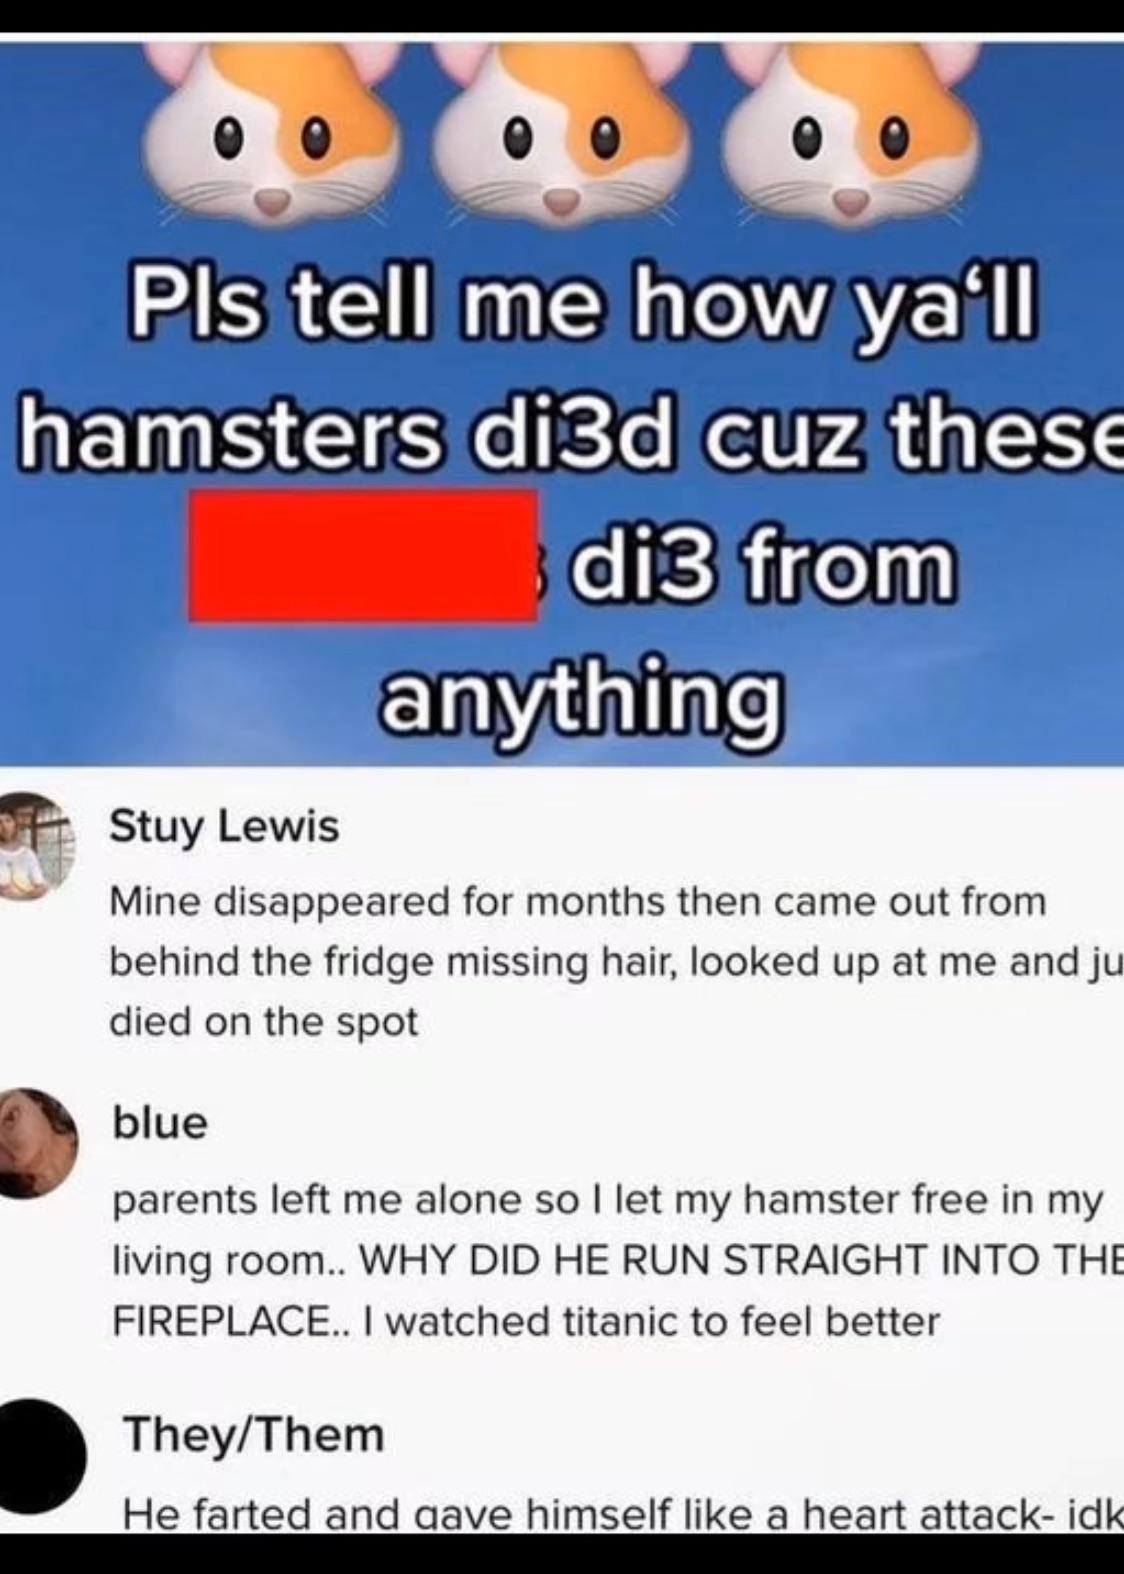 Pls tell me how ya‘ll
hamsters di3d cuz these
di3 from
anything
Stuy Lewis
Mine disappeared for months then came out from
behind the fridge missing hair, looked up at me and ju
died on the spot
blue
parents left me alone so I let my hamster free in my
living room.. WHY DID HE RUN STRAIGHT INTO THE
FIREPLACE.. I watched titanic to feel better
They/Them
He farted and gave himself like a heart attack- idk